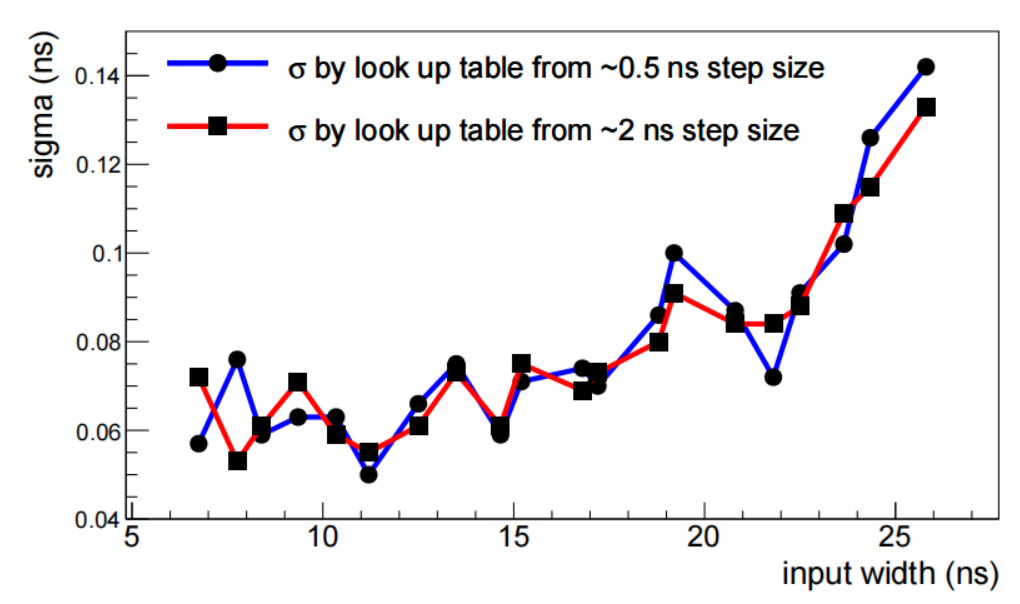 sigma (ns)
σ by look up table from ~0.5 ns step size
σ by look up table from ~2 ns step size
0.14
0.12
0.1
0.08
0.06
0.04
5 10 15 20 25
input width (ns)